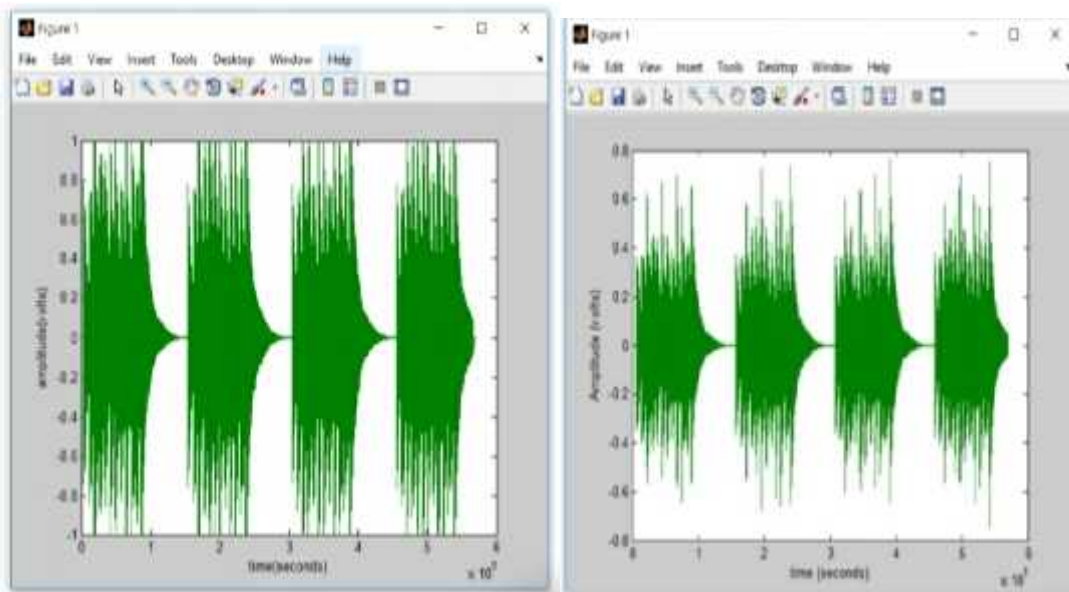 Figure 1
File Edit View Insert Tools Desktop Window Help
1
0.8
0.6
0.4
0.2
0
-0.2
-0.4
-0.6
-0.8
-1
amplitude(volts)
0 1 2 3 4 5 6
time(seconds)
Figure 1
File Edit View Insert Tools Desktop Window Help
0.8
0.6
0.4
0.2
0
-0.2
-0.4
-0.6
-0.8
Amplitude (volts)
0 1 2 3 4 5 6
time (seconds)